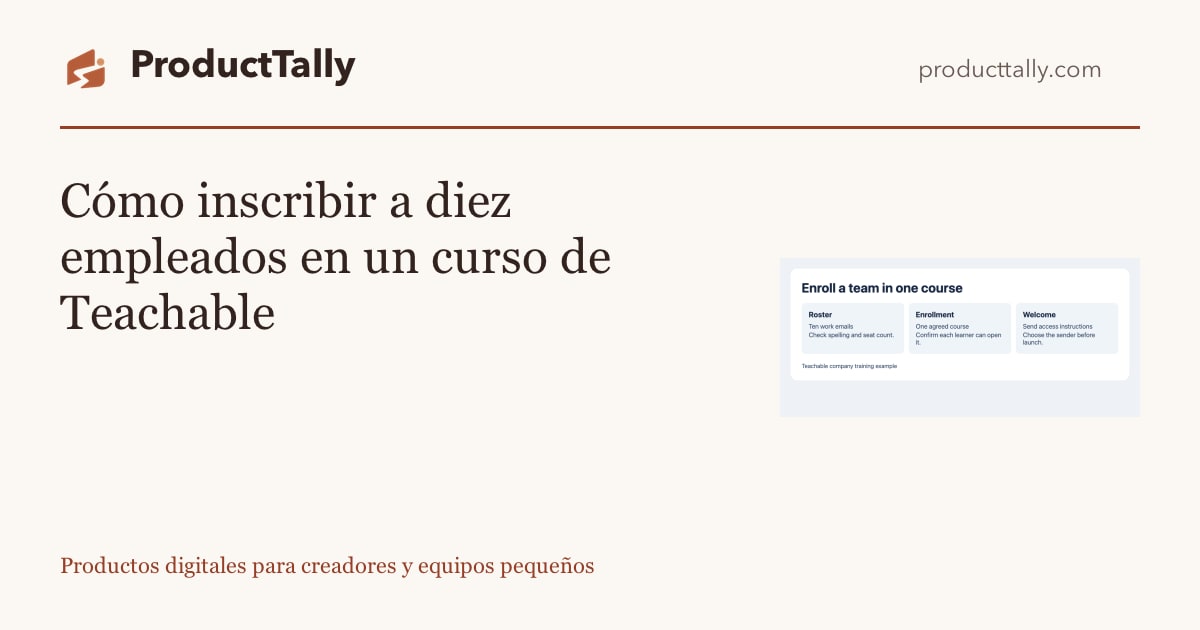 ProductTally
producttally.com
Cómo inscribir a diez
empleados en un curso de
Teachable
Enroll a team in one course
Roster
Ten work emails
Check spelling and seat count.
Enrollment
One agreed course
Confirm each learner can open
it.
Welcome
Send access instructions
Choose the sender before
launch.
Teachable company training example
Productos digitales para creadores y equipos pequeños